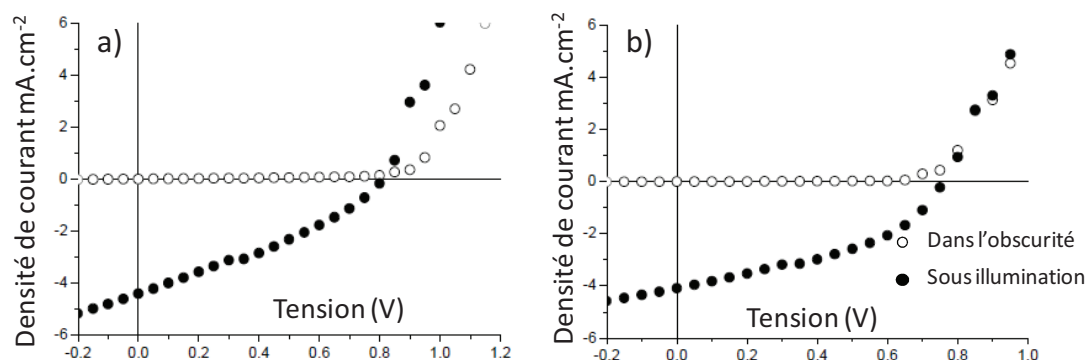 a)
Densité de courant mA.cm-2
6
4
2
0
-2
-4
-6
-0.2 0.0 0.2 0.4 0.6 0.8 1.0 1.2
Tension (V)
b)
Densité de courant mA.cm-2
6
4
2
0
-2
-4
-6
-0.2 0.0 0.2 0.4 0.6 0.8 1.0
Tension (V)
Dans l'obscurité
Sous illumination